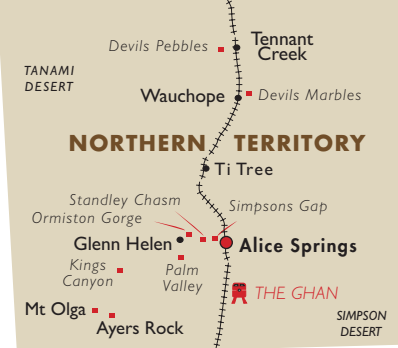 Devils Pebbles
Tennant
Creek
TANAMI
DESERT
Wauchope
Devils Marbles
NORTHERN TERRITORY
Ti Tree
Standley Chasm
Simpsons Gap
Ormiston Gorge
Glenn Helen
Alice Springs
Kings
Canyon
Palm
Valley
THE GHAN
Mt Olga
Ayers Rock
SIMPSON
DESERT